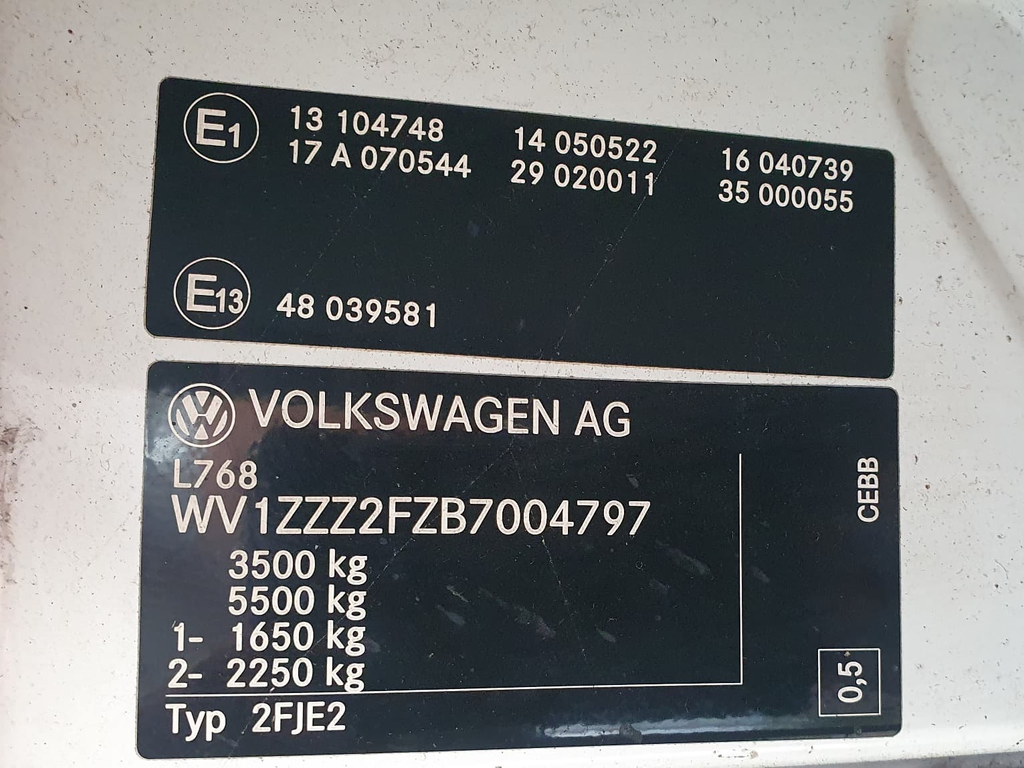 E1 13 104748 14 050522 16 040739
17 A 070544 29 020011 35 000055
E13 48 039581
VW VOLKSWAGEN AG
L768
WV1ZZZ2FZB7004797
3500 kg
5500 kg
1- 1650 kg
2- 2250 kg
Typ 2FJE2
CEBB
0,5